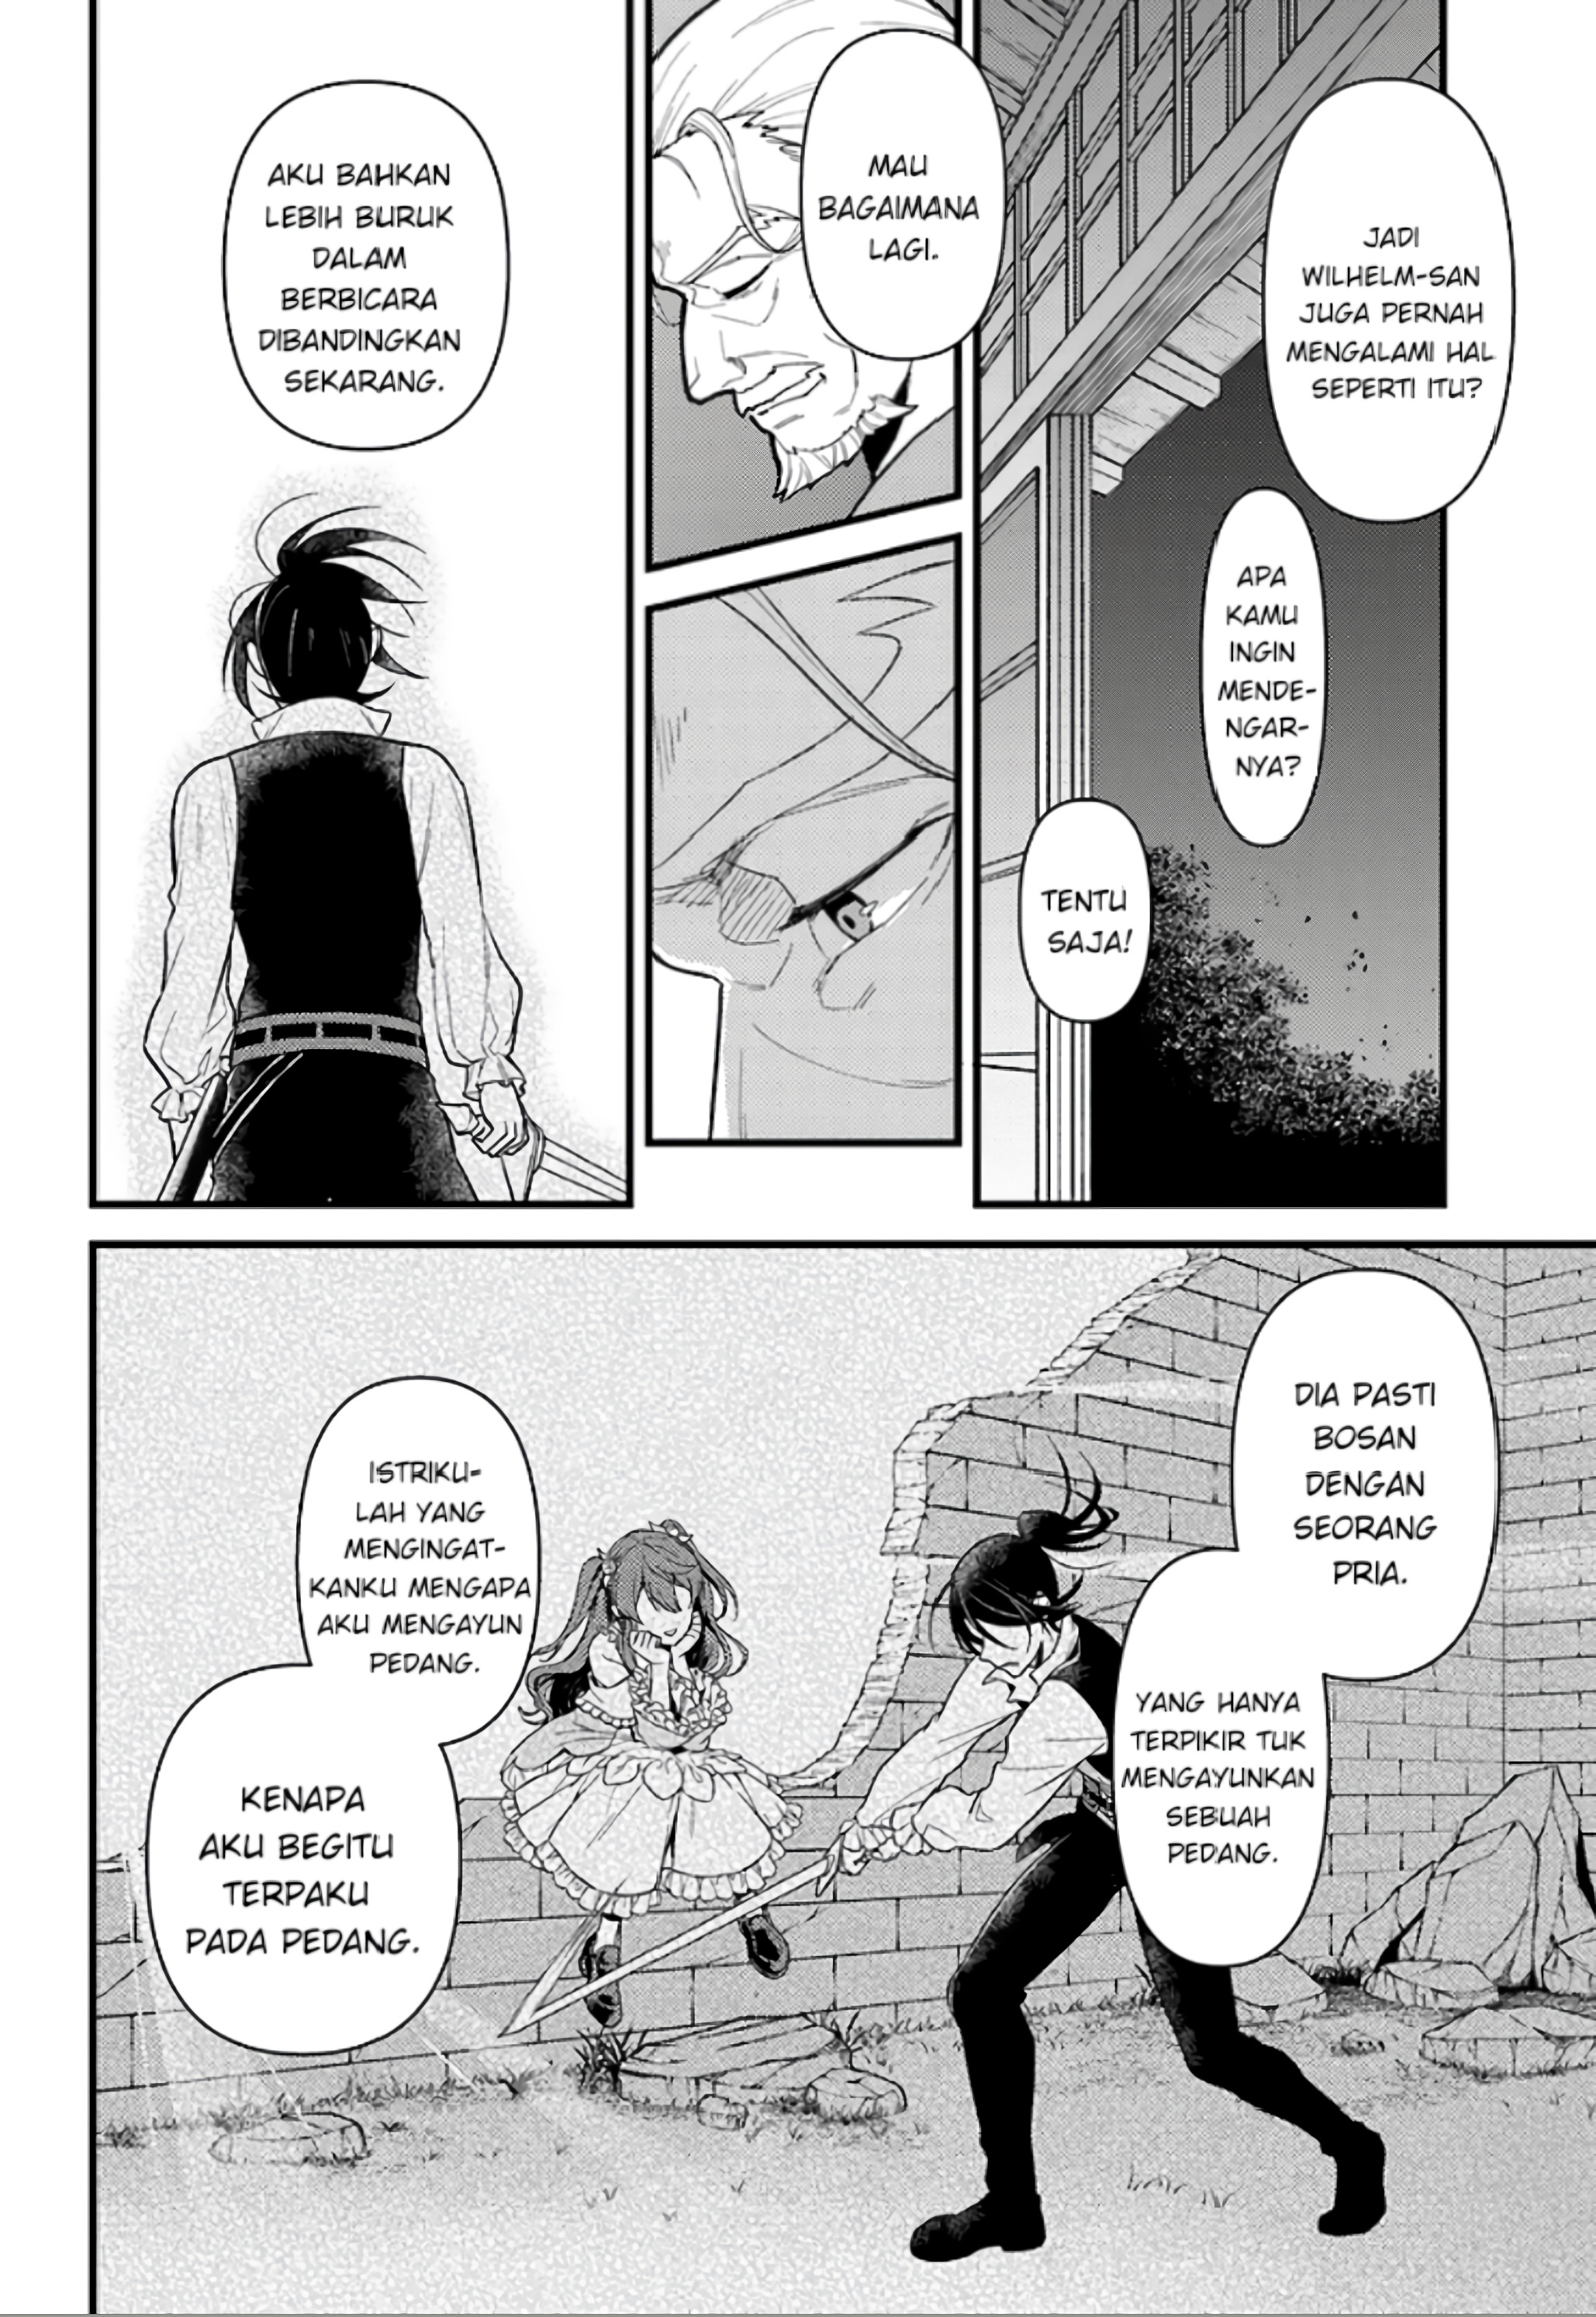 JADI
WILHELM-SAN
JUGA PERNAH
MENGALAMI HAL
SEPERTI ITU?
APA
KAMU
INGIN
MENDE-
NGAR-
NYA?
TENTU
SAJA!
MAU
BAGAIMANA
LAGI.
AKU BAHKAN
LEBIH BURUK
DALAM
BERBICARA
DIBANDINGKAN
SEKARANG.
DIA PASTI
BOSAN
DENGAN
SEORANG
PRIA.
YANG HANYA
TERPIKIR TUK
MENGAYUNKAN
SEBUAH
PEDANG.
ISTRIKU-
LAH YANG
MENGINGAT-
KANKU MENGAPA
AKU MENGAYUN
PEDANG.
KENAPA
AKU BEGITU
TERPAKU
PADA PEDANG.